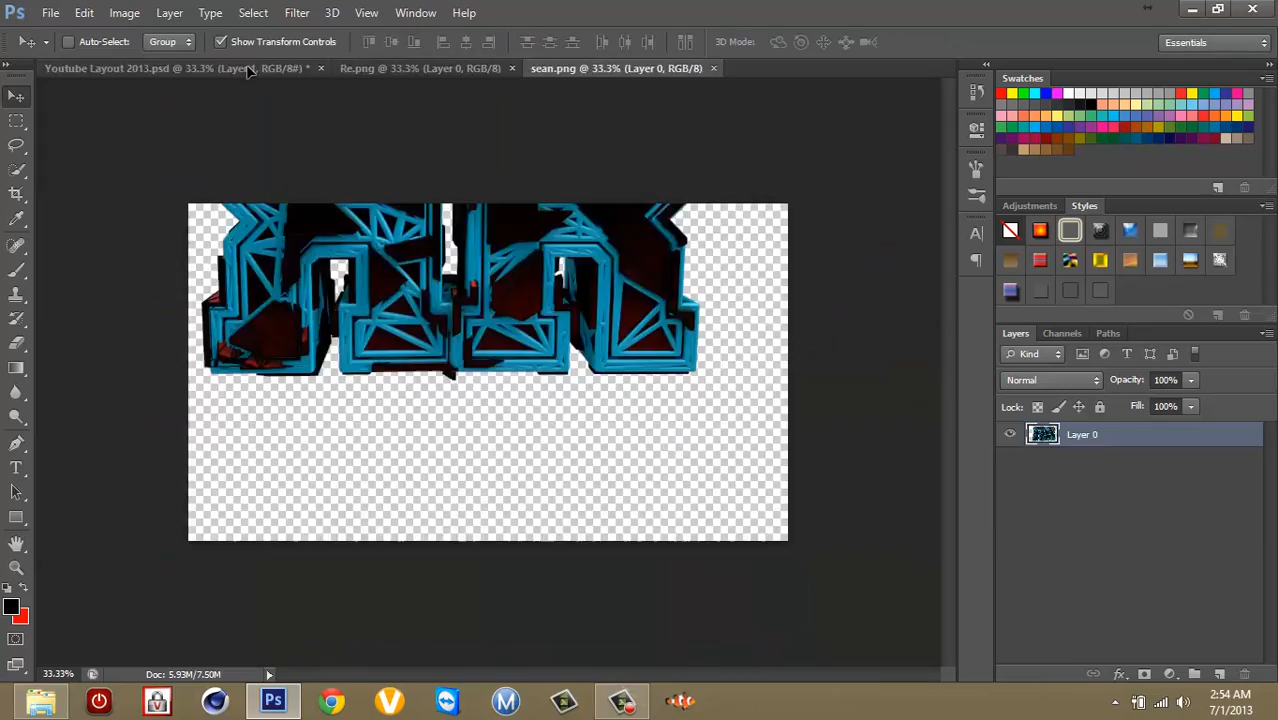 Ps File Edit Image Layer Type Select Filter 3D View Window Help
Auto-Select: Group Show Transform Controls 3D Mode: Essentials
Youtube Layout 2013.psd @ 33.3% (Layer RGB/8#) * × Re.png @ 33.3% (Layer 0, RGB/8) × sean.png @ 33.3% (Layer 0, RGB/8) ×
Swatches
Adjustments Styles
Layers Channels Paths
Kind
Normal Opacity: 100%
Lock: Fill: 100%
Layer 0
33.33% Doc: 5.93M/7.50M
Ps V M
2:54 AM
7/1/2013